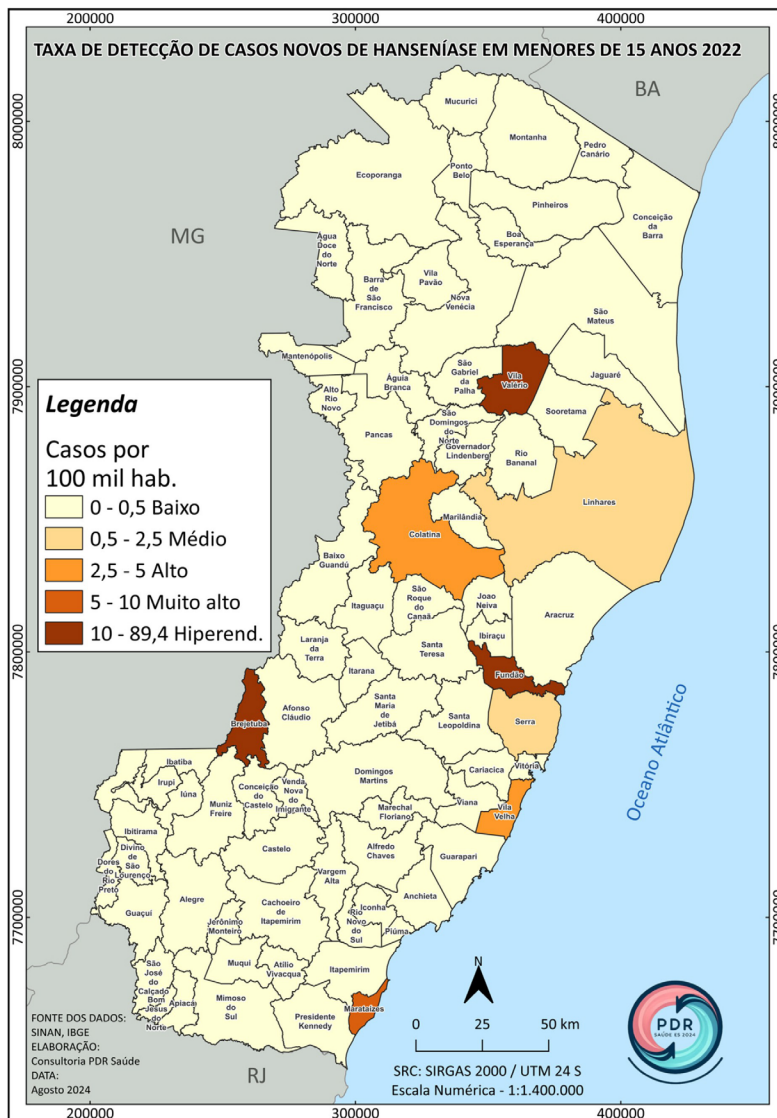 200000
300000
400000
TAXA DE DETECÇÃO DE CASOS NOVOS DE HANSENÍASE EM MENORES DE 15 ANOS 2022
BA
8000000
8000000
Mucurici
Montanha
Pedro
Canário
Ponto
Belo
Ecoporanga
Pinheiros
Conceição
da
Barra
MG
Boa
Esperança
Água
Doce
do
Norte
Vila
Pavão
Barra
de
São
Francisco
Nova
Venécia
São
Mateus
Mantenópolis
São
Gabriel
da
Palha
Vila
Valério
Jaguaré
Águia
Branca
7900000
7900000
Alto
Rio
Novo
Sooretama
São
Domingos
do
Norte
Pancas
Governador
Lindenberg
Rio
Bananal
Linhares
Legenda
Casos por
100 mil hab.
0 - 0,5 Baixo
0,5 - 2,5 Médio
2,5 - 5 Alto
5 - 10 Muito alto
10 - 89,4 Hiperend.
Marilândia
Colatina
Baixo
Guandú
São
Roque
do
Canaã
Joao
Neiva
Itaguaçu
Aracruz
Ibiraçu
Laranja
da
Terra
Santa
Teresa
7800000
7800000
Itarana
Fundão
Afonso
Cláudio
Santa
Maria
de
Jetibá
Brejetuba
Santa
Leopoldina
Serra
Oceano Atlântico
Ibatiba
Domingos
Martins
Cariacica
Vitória
Irupi
Iúna
Conceição
do
Castelo
Venda
Nova
do
Imigrante
Muniz
Freire
Marechal
Floriano
Viana
Vila
Velha
Ibitirama
Castelo
Alfredo
Chaves
Divino
de
São
Lourenço
Dores
do
Rio
Preto
Guarapari
Vargem
Alta
Alegre
Cachoeiro
de
Itapemirim
Anchieta
Guaçuí
Iconha
Rio
Novo
do
Sul
7700000
7700000
Jerônimo
Monteiro
Piúma
São
José
do
Calçado
Muqui
Atílio
Vivacqua
Itapemirim
Bom
Jesus
do
Norte
Apiacá
Mimoso
do
Sul
Presidente
Kennedy
Marataízes
N
0
25
50 km
SRC: SIRGAS 2000 / UTM 24 S
Escala Numérica - 1:1.400.000
PDR
SAÚDE ES 2024
FONTE DOS DADOS:
SINAN, IBGE
ELABORAÇÃO:
Consultoria PDR Saúde
DATA:
Agosto 2024
RJ
200000
300000
400000